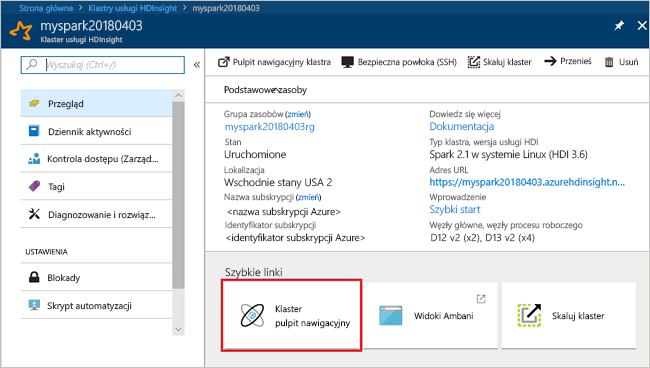 Strona główna > Klastry usługi HDInsight > myspark20180403
myspark20180403
Klaster usługi HDInsight
Wyszukaj (Ctrl+/)
Przegląd
Dziennik aktywności
Kontrola dostępu (Zarząd...
Tagi
Diagnozowanie i rozwiąz...
USTAWIENIA
Blokady
Skrypt automatyzacji
Pulpit nawigacyjny klastra
Bezpieczna powłoka (SSH)
Skaluj klaster
Przenieś
Usuń
Podstawowe zasoby
Grupa zasobów (zmień)
myspark20180403rg
Stan
Uruchomione
Lokalizacja
Wschodnie stany USA 2
Nazwa subskrypcji (zmień)
<nazwa subskrypcji Azure>
Identyfikator subskrypcji
<identyfikator subskrypcji Azure>
Dowiedz się więcej
Dokumentacja
Typ klastra, wersja usługi HDI
Spark 2.1 w systemie Linux (HDI 3.6)
Adres URL
https://myspark20180403.azurehdinsight.n...
Wprowadzenie
Szybki start
Węzły główne, węzły procesu roboczego
D12 v2 (x2), D13 v2 (x4)
Szybkie linki
Klaster
pulpit nawigacyjny
Widoki Ambani
Skaluj klaster